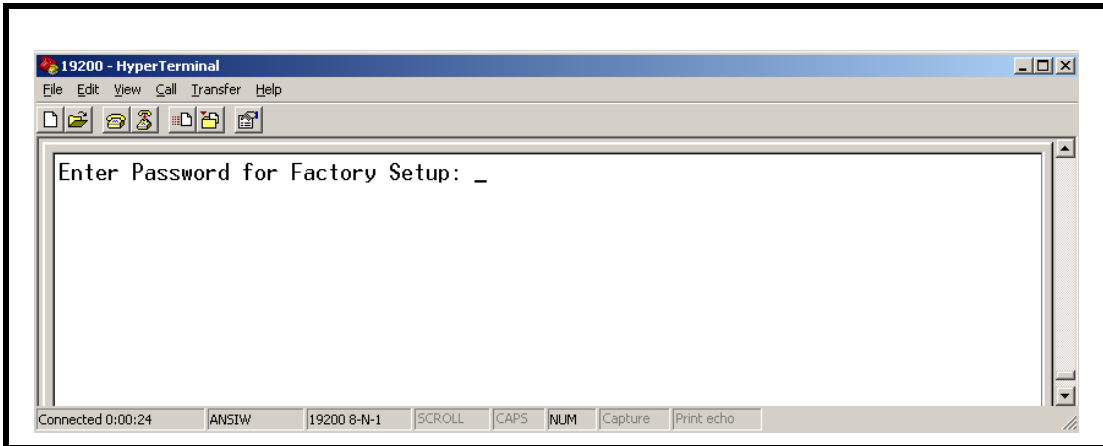 19200 - HyperTerminal
File Edit View Call Transfer Help
Enter Password for Factory Setup: _
Connected 0:00:24 ANSIW 19200 8-N-1 SCROLL CAPS NUM Capture Print echo